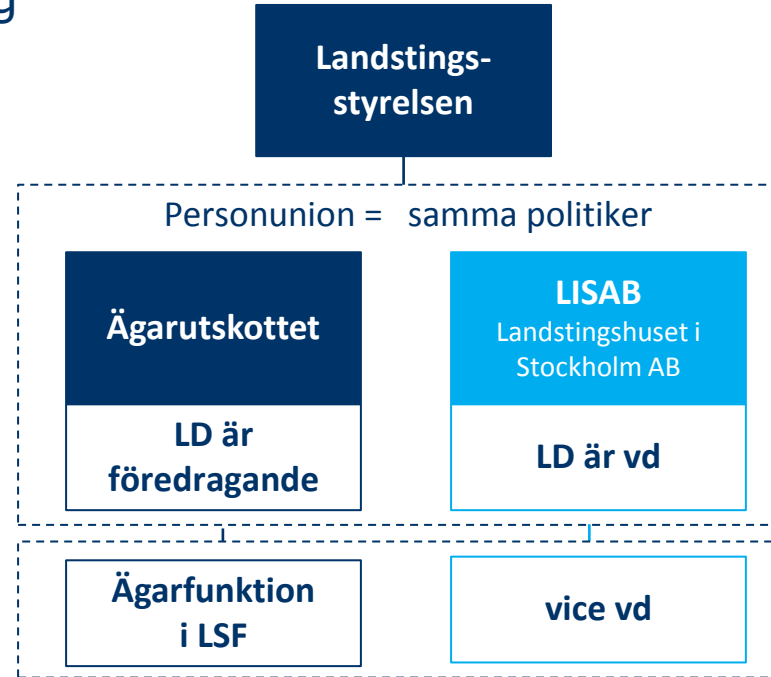 g
Landstings-
styrelsen
Personunion = samma politiker
Ägarutskottet
LD är
föredragande
LISAB
Landstingshuset i
Stockholm AB
LD är vd
Ägarfunktion
i LSF
vice vd